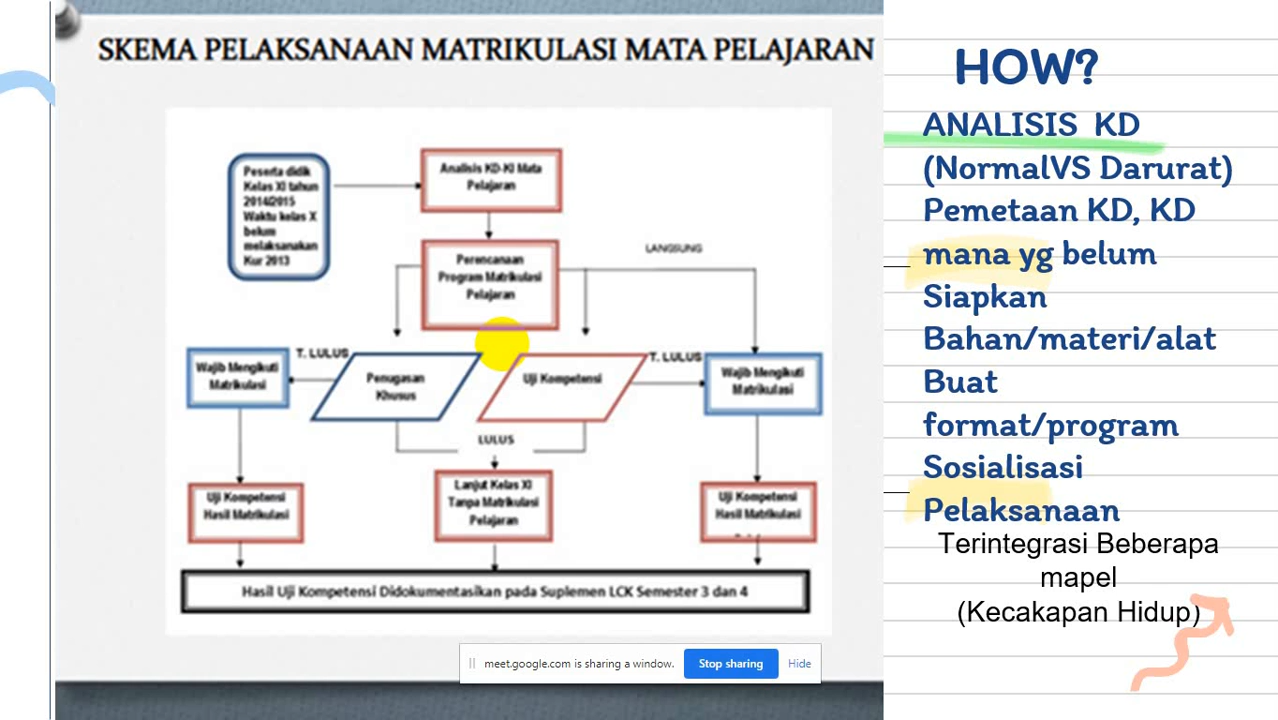 SKEMA PELAKSANAAN MATRIKULASI MATA PELAJARAN
Peserta didik
Kelas XI tahun
2014/2015
Waktu kelas X
belum
melaksanakan
Kur 2013
Analisis KD-KI Mata
Pelajaran
Perencanaan
Program Matrikulasi
Pelajaran
LANGSUNG
T. LULUS
T. LULUS
Wajib Mengikuti
Matrikulasi
Penugasan
Khusus
Uji Kompetensi
Wajib Mengikuti
Matrikulasi
LULUS
Uji Kompetensi
Hasil Matrikulasi
Lanjut Kelas XI
Tanpa Matrikulasi
Pelajaran
Uji Kompetensi
Hasil Matrikulasi
Hasil Uji Kompetensi Didokumentasikan pada Suplemen LCK Semester 3 dan 4
meet.google.com is sharing a window.
Stop sharing
Hide
HOW?
ANALISIS KD
(NormalVS Darurat)
Pemetaan KD, KD
mana yg belum
Siapkan
Bahan/materi/alat
Buat
format/program
Sosialisasi
Pelaksanaan
Terintegrasi Beberapa
mapel
(Kecakapan Hidup)